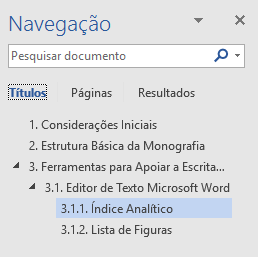 Navegação
Pesquisar documento
Títulos Páginas Resultados
1. Considerações Iniciais
2. Estrutura Básica da Monografia
3. Ferramentas para Apoiar a Escrita...
3.1. Editor de Texto Microsoft Word
3.1.1. Índice Analítico
3.1.2. Lista de Figuras